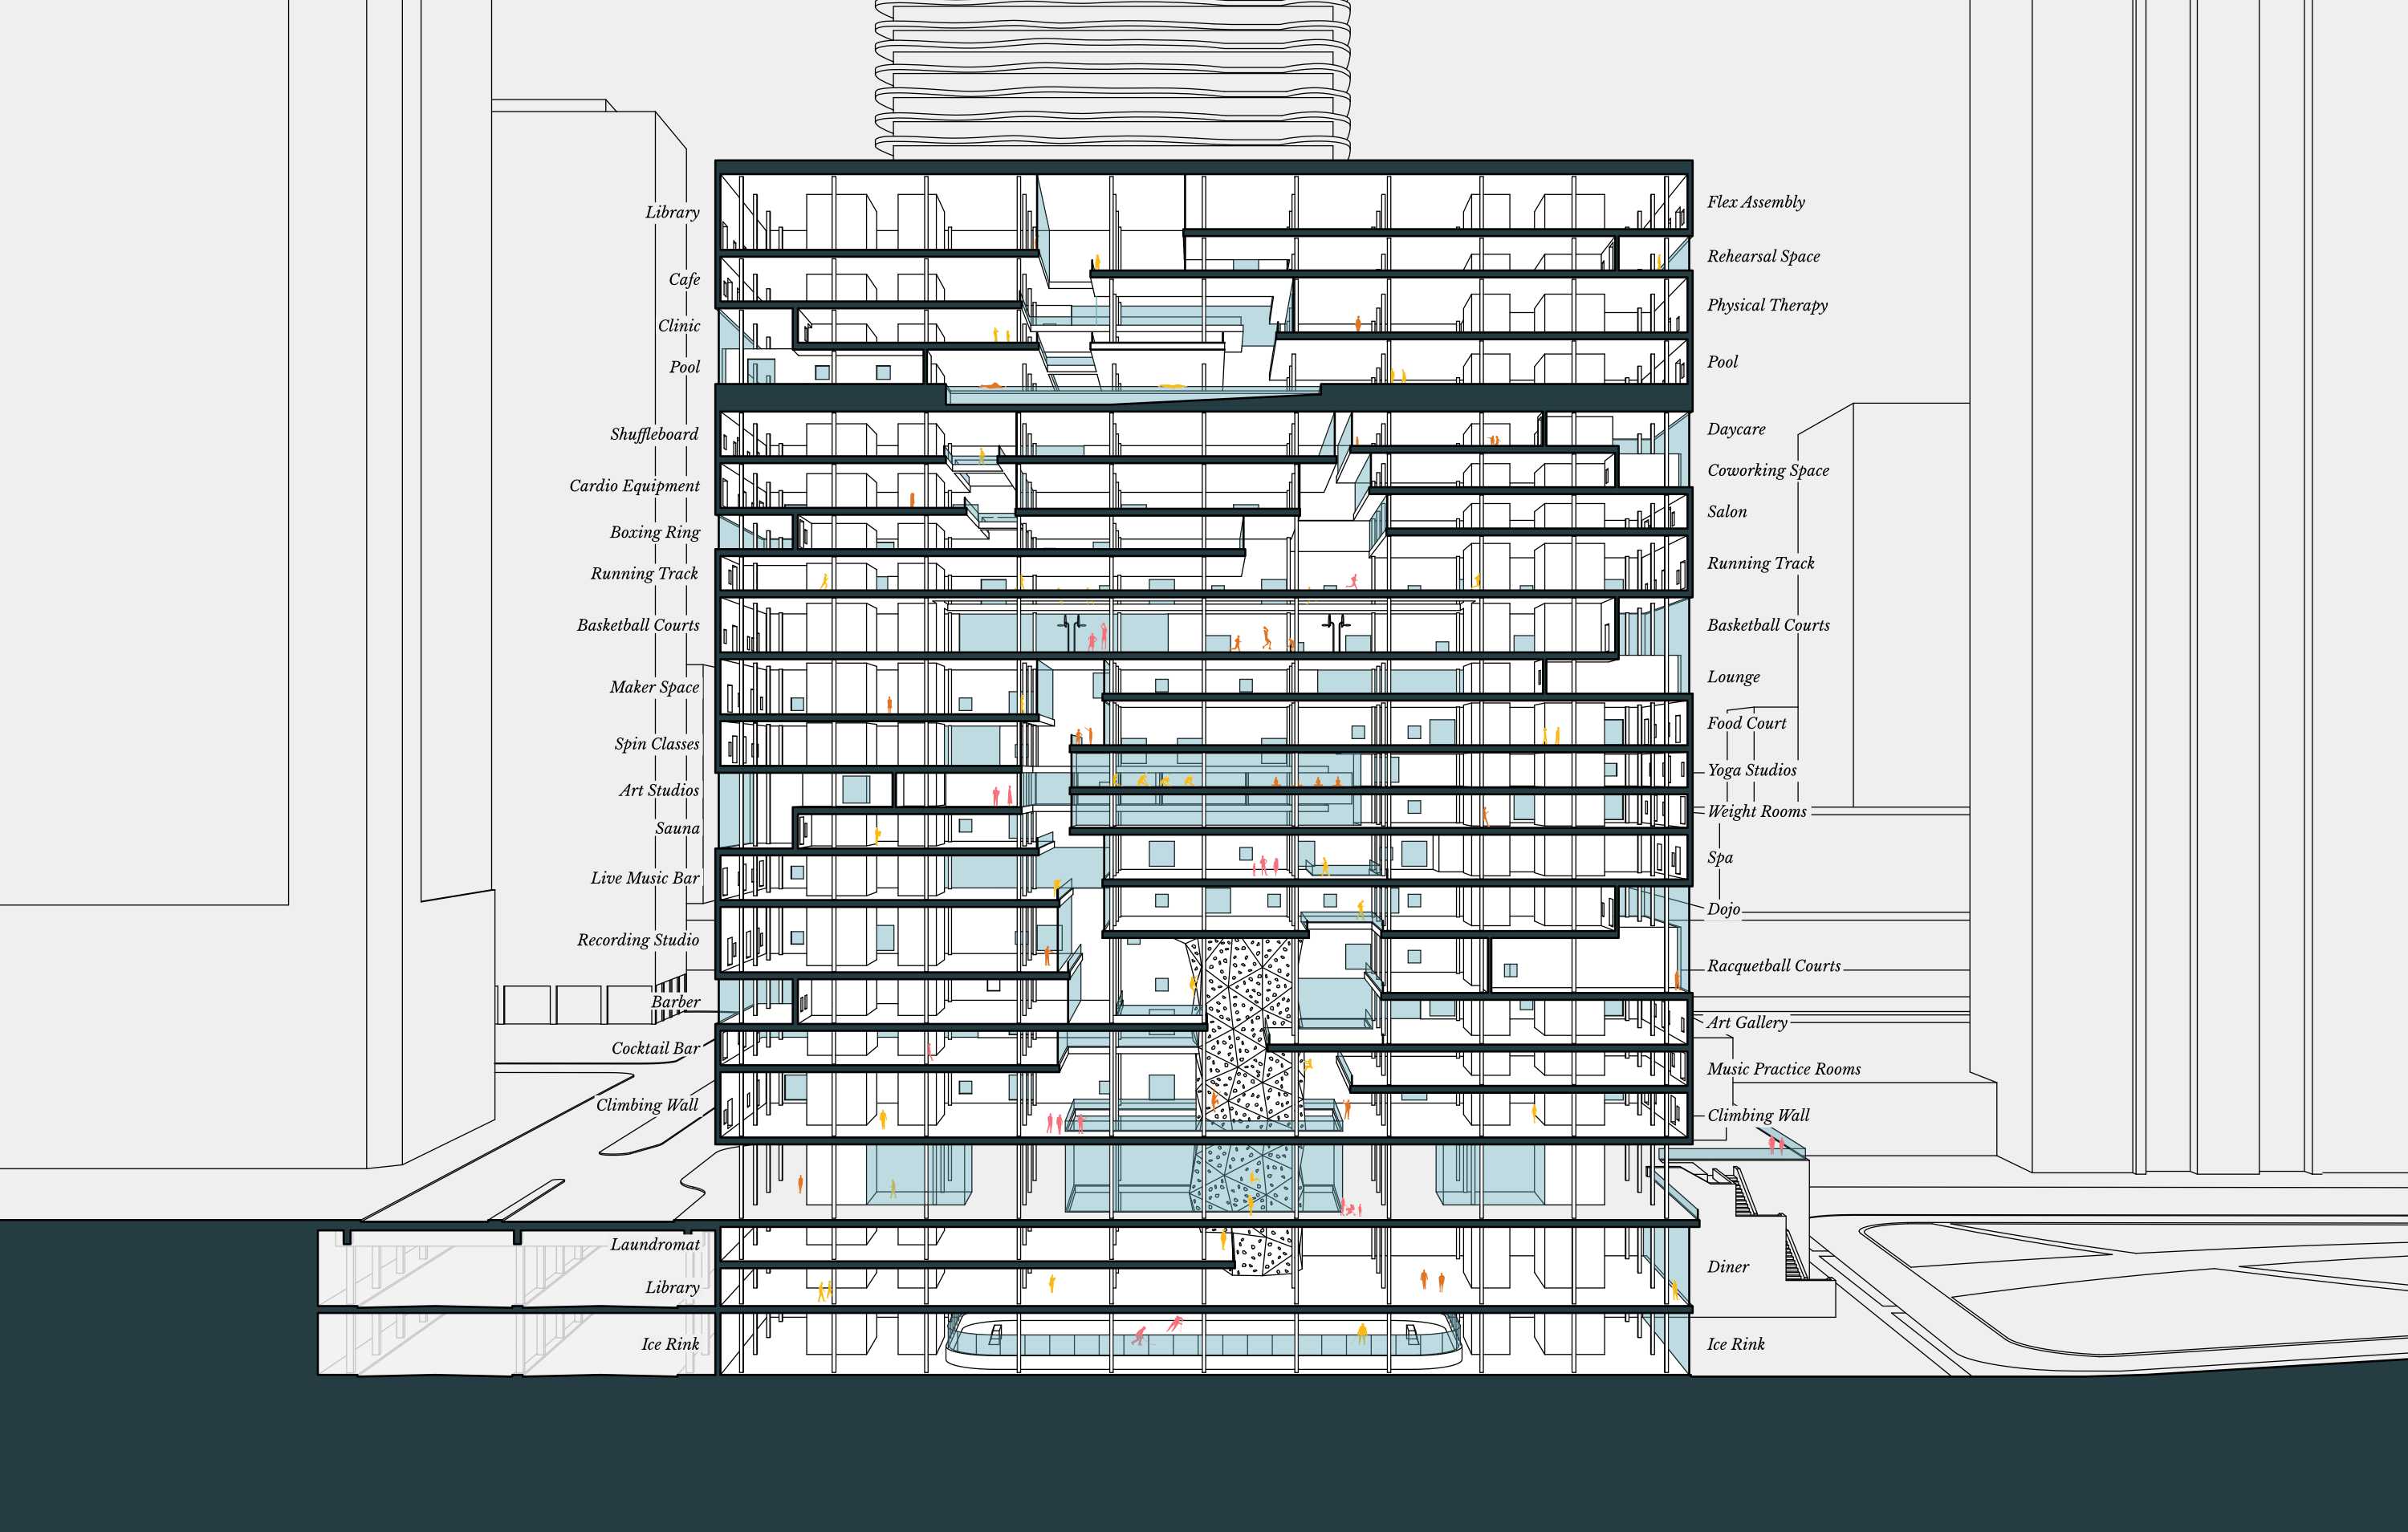 Library
Cafe
Clinic
Pool
Shuffleboard
Cardio Equipment
Boxing Ring
Running Track
Basketball Courts
Maker Space
Spin Classes
Art Studios
Sauna
Live Music Bar
Recording Studio
Barber
Cocktail Bar
Climbing Wall
Laundromat
Library
Ice Rink
Flex Assembly
Rehearsal Space
Physical Therapy
Pool
Daycare
Coworking Space
Salon
Running Track
Basketball Courts
Lounge
Food Court
Yoga Studios
Weight Rooms
Spa
Dojo
Racquetball Courts
Art Gallery
Music Practice Rooms
Climbing Wall
Diner
Ice Rink